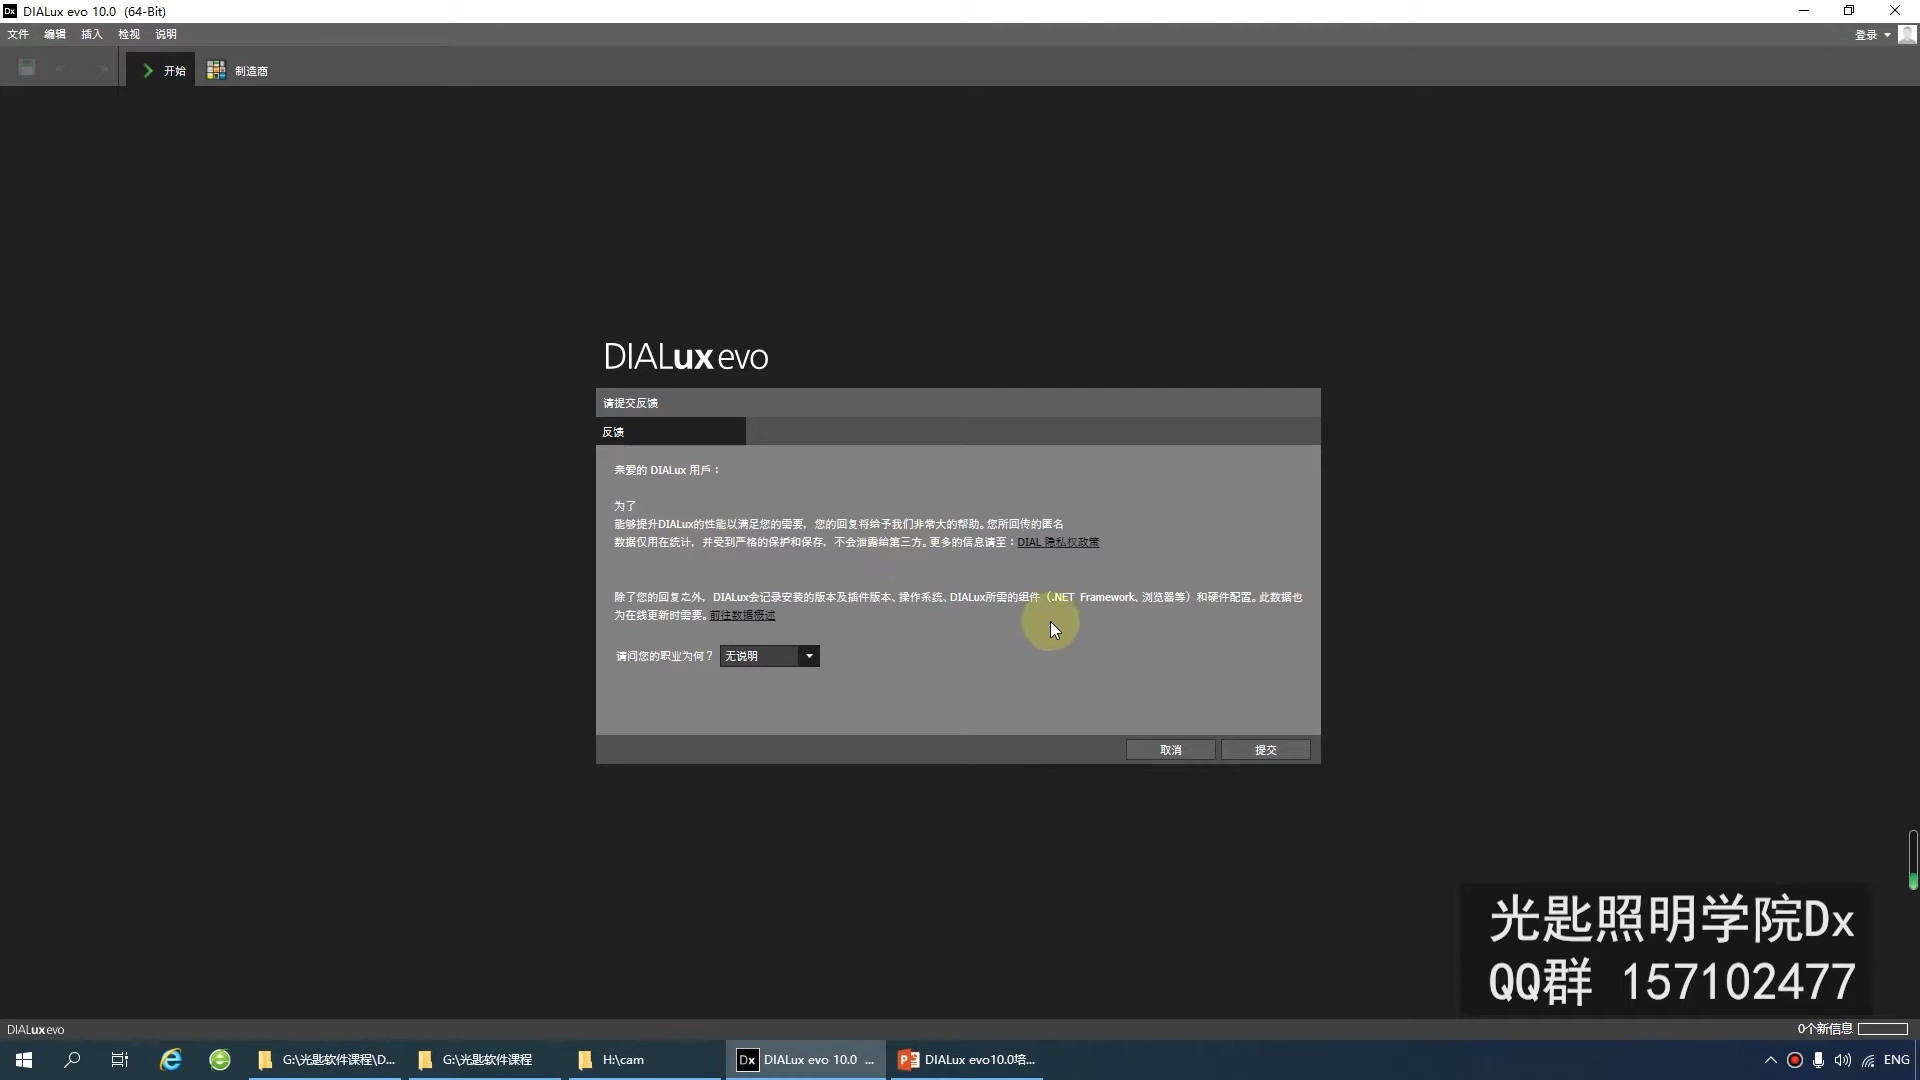 DIALux evo 10.0 (64-Bit)
文件 编辑 插入 检视 说明
登录
开始 制造商
DIALux evo
请提交反馈
反馈
亲爱的 DIALux 用戶：
为了
能够提升DIALux的性能以满足您的需要，您的回复将给予我们非常大的帮助。您所回传的匿名
数据仅用在统计，并受到严格的保护和保存，不会泄露给第三方。更多的信息请至：DIAL 隐私权政策
除了您的回复之外，DIALux会记录安装的版本及插件版本、操作系统、DIALux所需的组件（.NET Framework、浏览器等）和硬件配置。此数据也
为在线更新时需要。前往数据概述
请问您的职业为何？ 无说明
取消 提交
光匙照明学院Dx
QQ群 157102477
DIALux evo
0个新信息
G:\光匙软件课程\D... G:\光匙软件课程 H:\cam Dx DIALux evo 10.0 ... DIALux evo10.0培... ENG